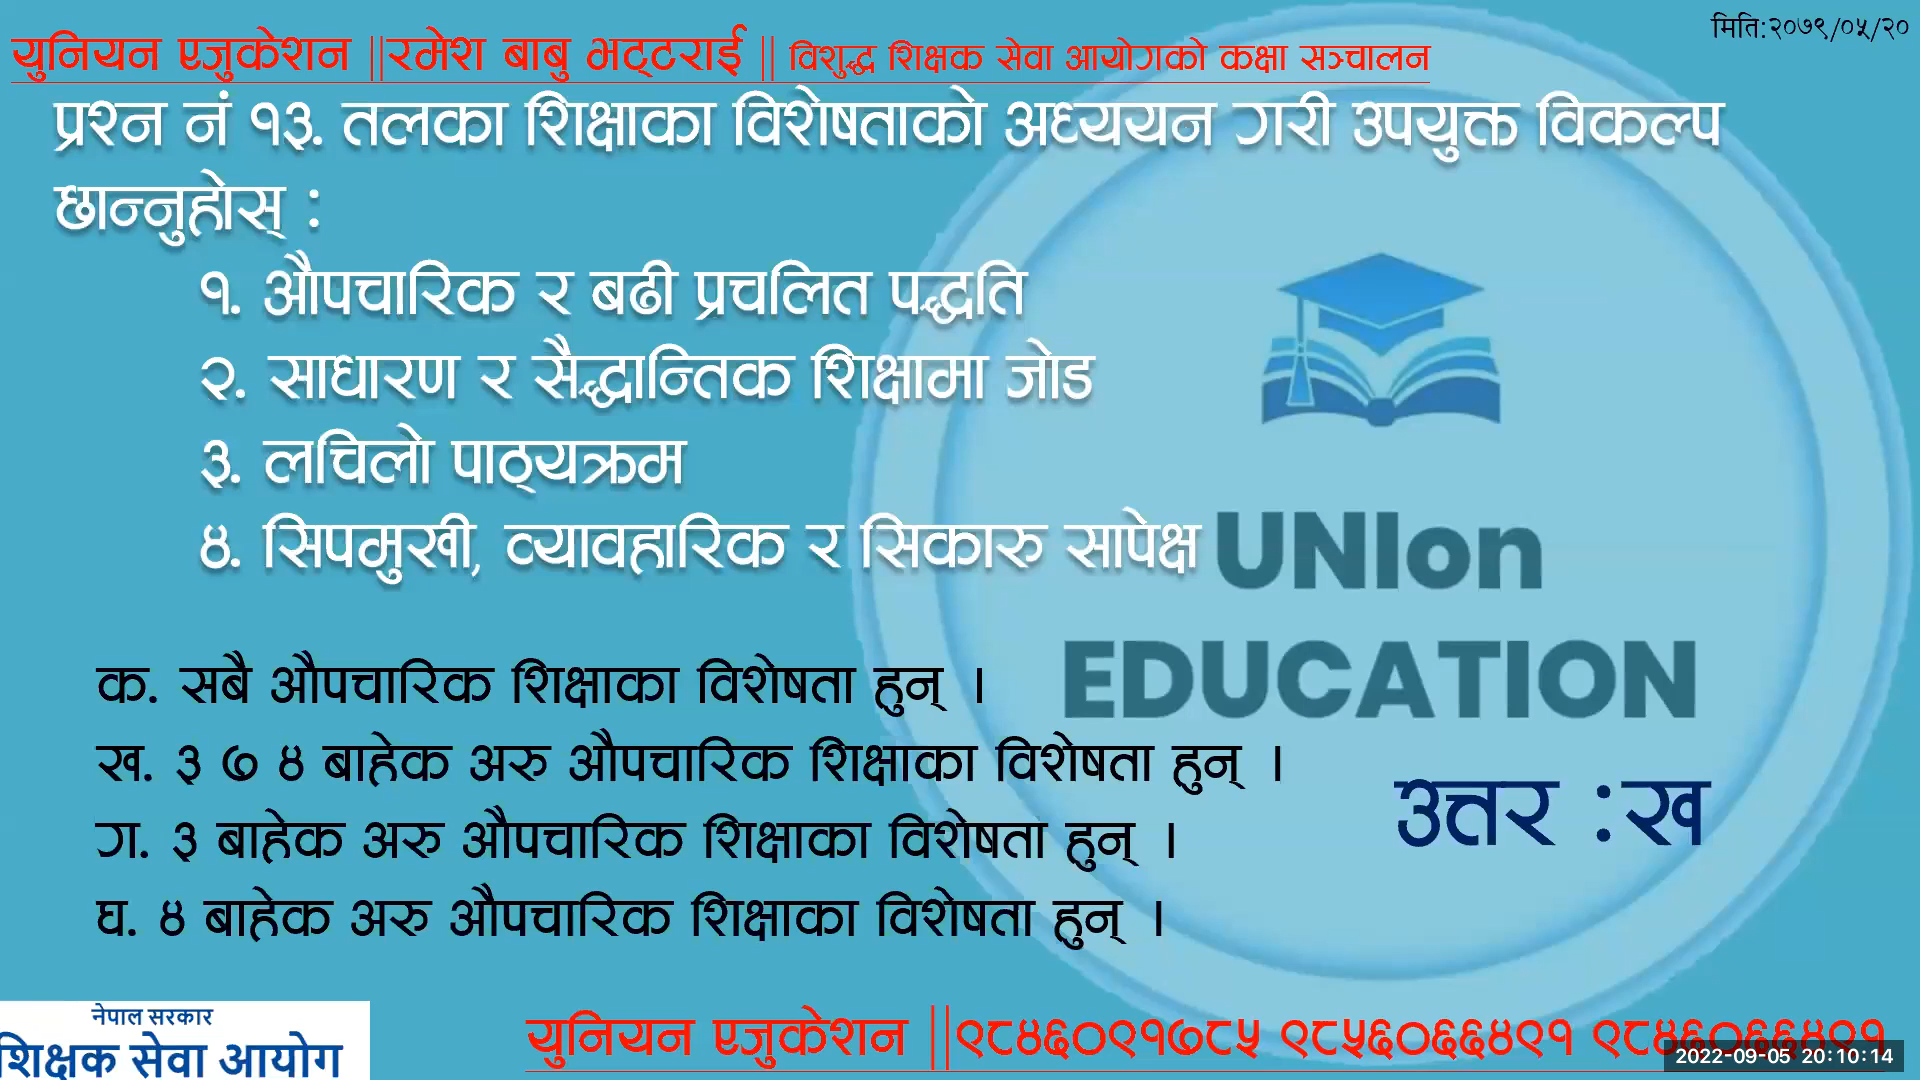 मिति:२०७९/०५/२०
युनियन एजुकेशन ||रमेश बाबु भट्टराई || विशुद्ध शिक्षक सेवा आयोगको कक्षा सञ्चालन
प्रश्न नं १३. तलका शिक्षाका विशेषताको अध्ययन गरी उपयुक्त विकल्प
छान्नुहोस् :
१. औपचारिक र बढी प्रचलित पद्धति
२. साधारण र सैद्धान्तिक शिक्षामा जोड
३. लचिलो पाठ्यक्रम
४. सिपमुखी, व्यावहारिक र सिकारु सापेक्ष
UNIon
EDUCATION
क. सबै औपचारिक शिक्षाका विशेषता हुन् ।
ख. ३ ७ ४ बाहेक अरु औपचारिक शिक्षाका विशेषता हुन् ।
ग. ३ बाहेक अरु औपचारिक शिक्षाका विशेषता हुन् ।
घ. ४ बाहेक अरु औपचारिक शिक्षाका विशेषता हुन् ।
उत्तर :ख
नेपाल सरकार
शिक्षक सेवा आयोग
युनियन एजुकेशन ||९८४६०९१७८५ ९८५६०६६४९१ ९८४६०६६४९१
2022-09-05 20:10:14